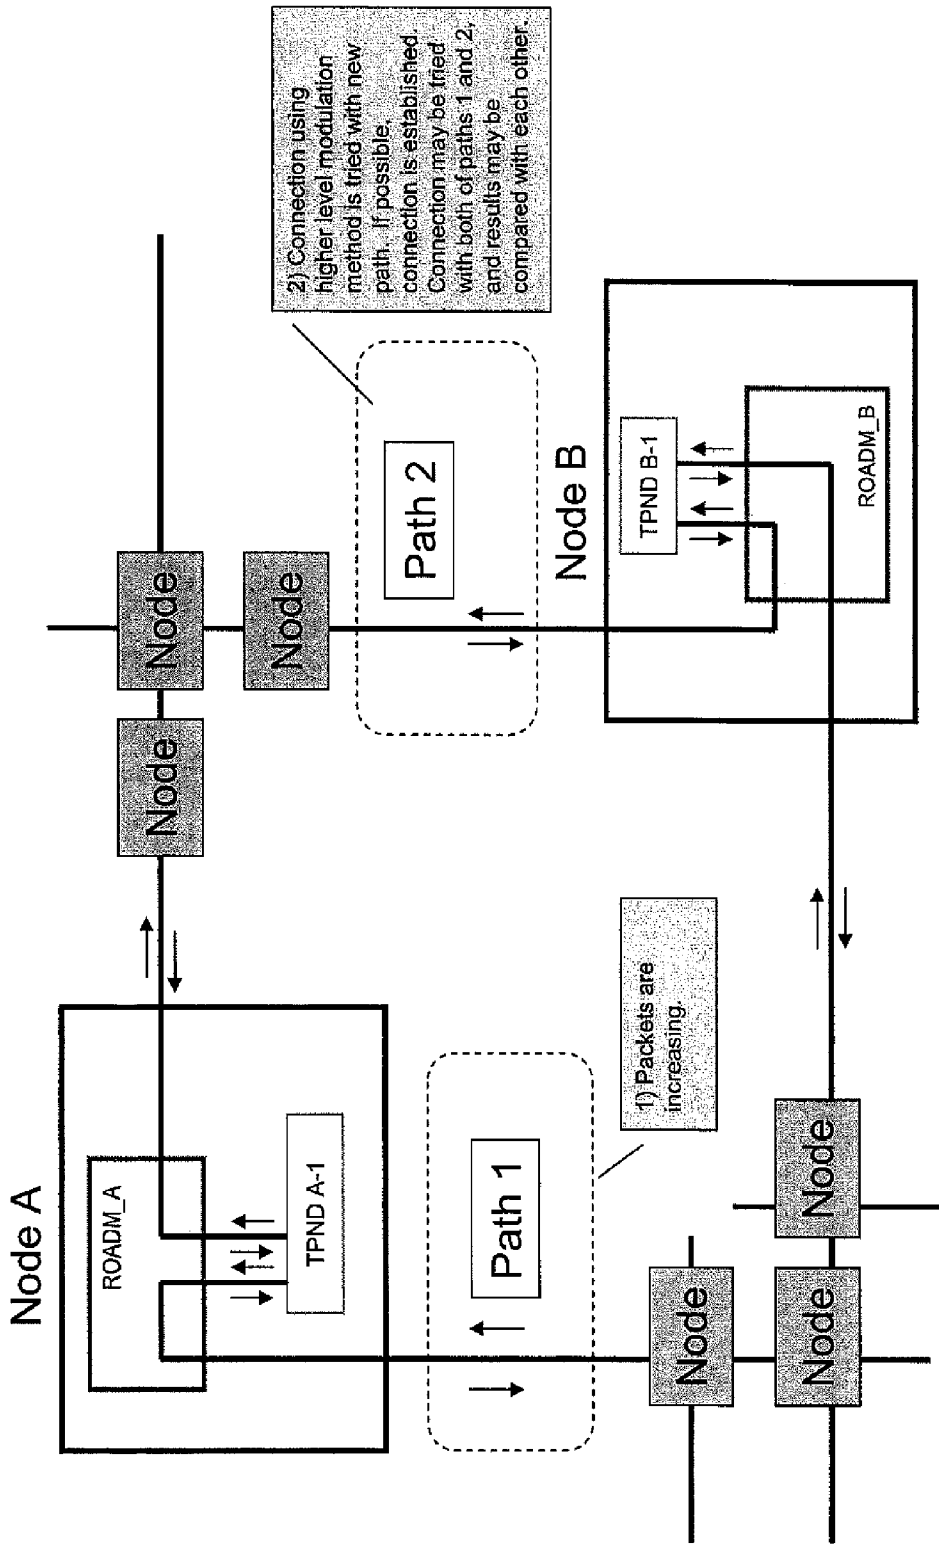 Node A
ROADM_A
TPND A-1
Path 1
1) Packets are
increasing.
Node
Node
Node
Node
Node
Node
Path 2
2) Connection using
higher level modulation
method is tried with new
path. If possible,
connection is established.
Connection may be tried
with both of paths 1 and 2,
and results may be
compared with each other.
Node B
TPND B-1
ROADM_B